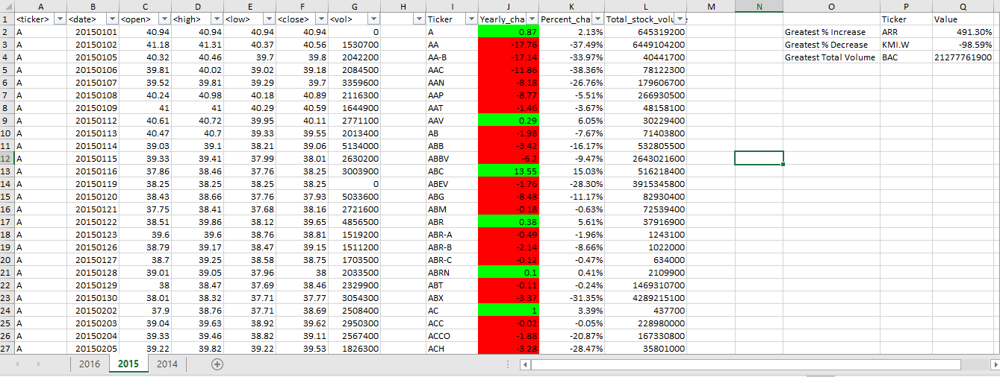 A B C D E F G H I J K L M N O P Q
1 <ticker> <date> <open> <high> <low> <close> <vol> Ticker Yearly_cha Percent_cha Total_stock_volu Ticker Value
2 A 20150101 40.94 40.94 40.94 40.94 0 A 0.87 2.13% 645319200 Greatest % Increase ARR 491.30%
3 A 20150102 41.18 41.31 40.37 40.56 1530700 AA -17.76 -37.49% 6449104200 Greatest % Decrease KMI.W -98.59%
4 A 20150105 40.32 40.46 39.7 39.8 2042200 AA-B -17.14 -33.97% 40441700 Greatest Total Volume BAC 21277761900
5 A 20150106 39.81 40.02 39.02 39.18 2084500 AAC -11.86 -38.36% 78122300
6 A 20150107 39.52 39.81 39.29 39.7 3359600 AAN -8.18 -26.76% 179606700
7 A 20150108 40.24 40.98 40.18 40.89 2116300 AAP -8.77 -5.51% 266930500
8 A 20150109 41 41 40.29 40.59 1644900 AAT -1.46 -3.67% 48158100
9 A 20150112 40.61 40.72 39.95 40.11 2771100 AAV 0.29 6.05% 30229400
10 A 20150113 40.47 40.7 39.33 39.55 2013400 AB -1.98 -7.67% 71403800
11 A 20150114 39.03 39.1 38.21 39.06 5134000 ABB -3.42 -16.17% 532805500
12 A 20150115 39.33 39.41 37.99 38.01 2630200 ABBV -6.2 -9.47% 2643021600
13 A 20150116 37.86 38.46 37.76 38.25 3003900 ABC 13.55 15.03% 516218400
14 A 20150119 38.25 38.25 38.25 38.25 0 ABEV -1.76 -28.30% 3915345800
15 A 20150120 38.43 38.66 37.76 37.93 5033600 ABG -8.48 -11.17% 82930400
16 A 20150121 37.75 38.41 37.68 38.16 2721600 ABM -0.18 -0.63% 72539400
17 A 20150122 38.51 39.86 38.12 39.65 4856500 ABR 0.38 5.61% 37916900
18 A 20150123 39.6 39.6 38.76 38.81 1519200 ABR-A -0.49 -1.96% 1243100
19 A 20150126 38.79 39.17 38.47 39.15 1511200 ABR-B -2.14 -8.66% 1022000
20 A 20150127 38.7 39.25 38.58 38.75 1703500 ABR-C -0.12 -0.47% 634000
21 A 20150128 39.01 39.05 37.96 38 2033500 ABRN 0.1 0.41% 2109900
22 A 20150129 38 38.47 37.69 38.46 2329900 ABT -0.11 -0.24% 1469310700
23 A 20150130 38.01 38.32 37.71 37.77 3054300 ABX -3.37 -31.35% 4289215100
24 A 20150202 37.9 38.76 37.71 38.69 2508400 AC 1 3.39% 437700
25 A 20150203 39.04 39.63 38.92 39.62 2950300 ACC -0.02 -0.05% 228980000
26 A 20150204 39.33 39.46 38.82 39.11 2567400 ACCO -1.88 -20.87% 167330800
27 A 20150205 39.22 39.82 39.22 39.53 1826300 ACH -3.28 -28.47% 35801000
2016 2015 2014